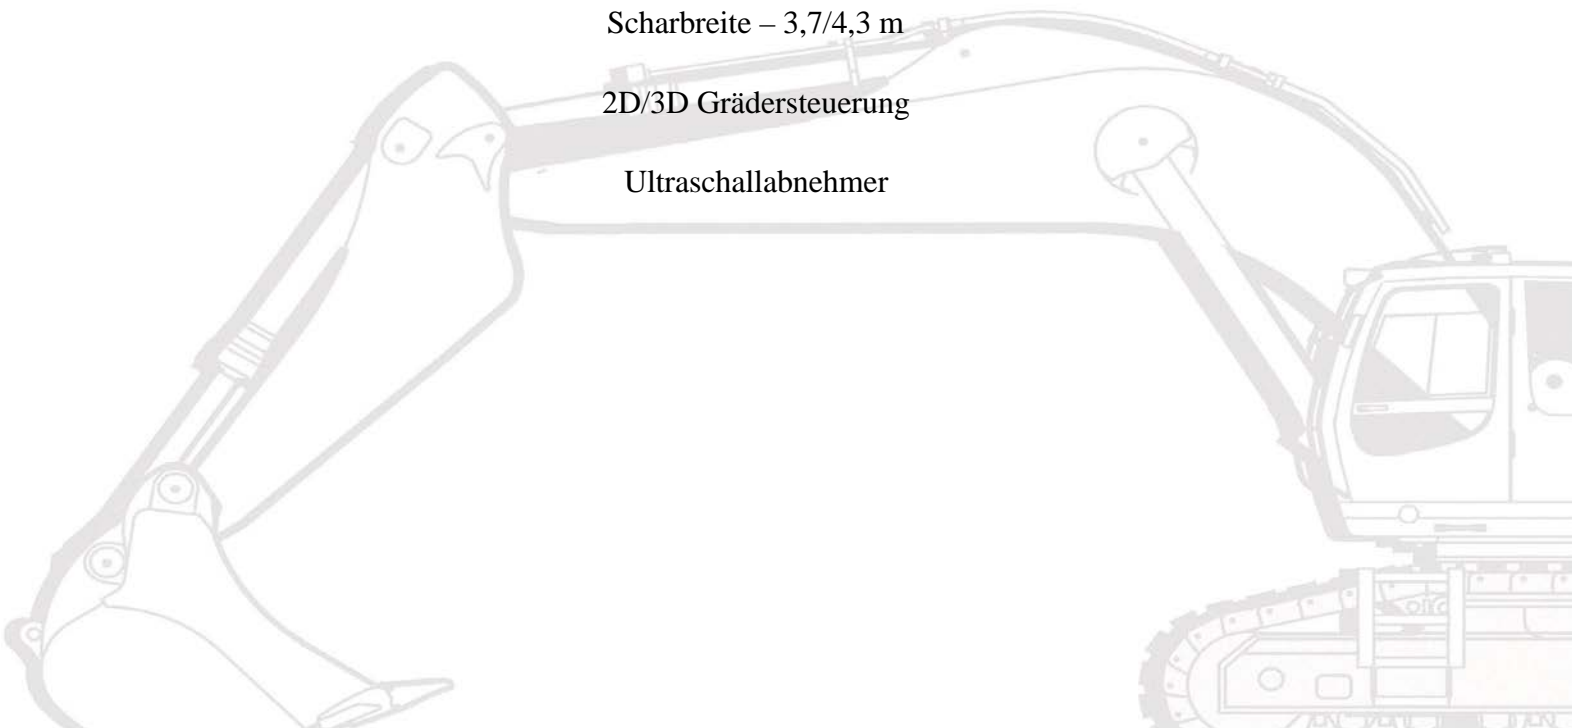 Scharbreite – 3,7/4,3 m
2D/3D Grädersteuerung
Ultraschallabnehmer